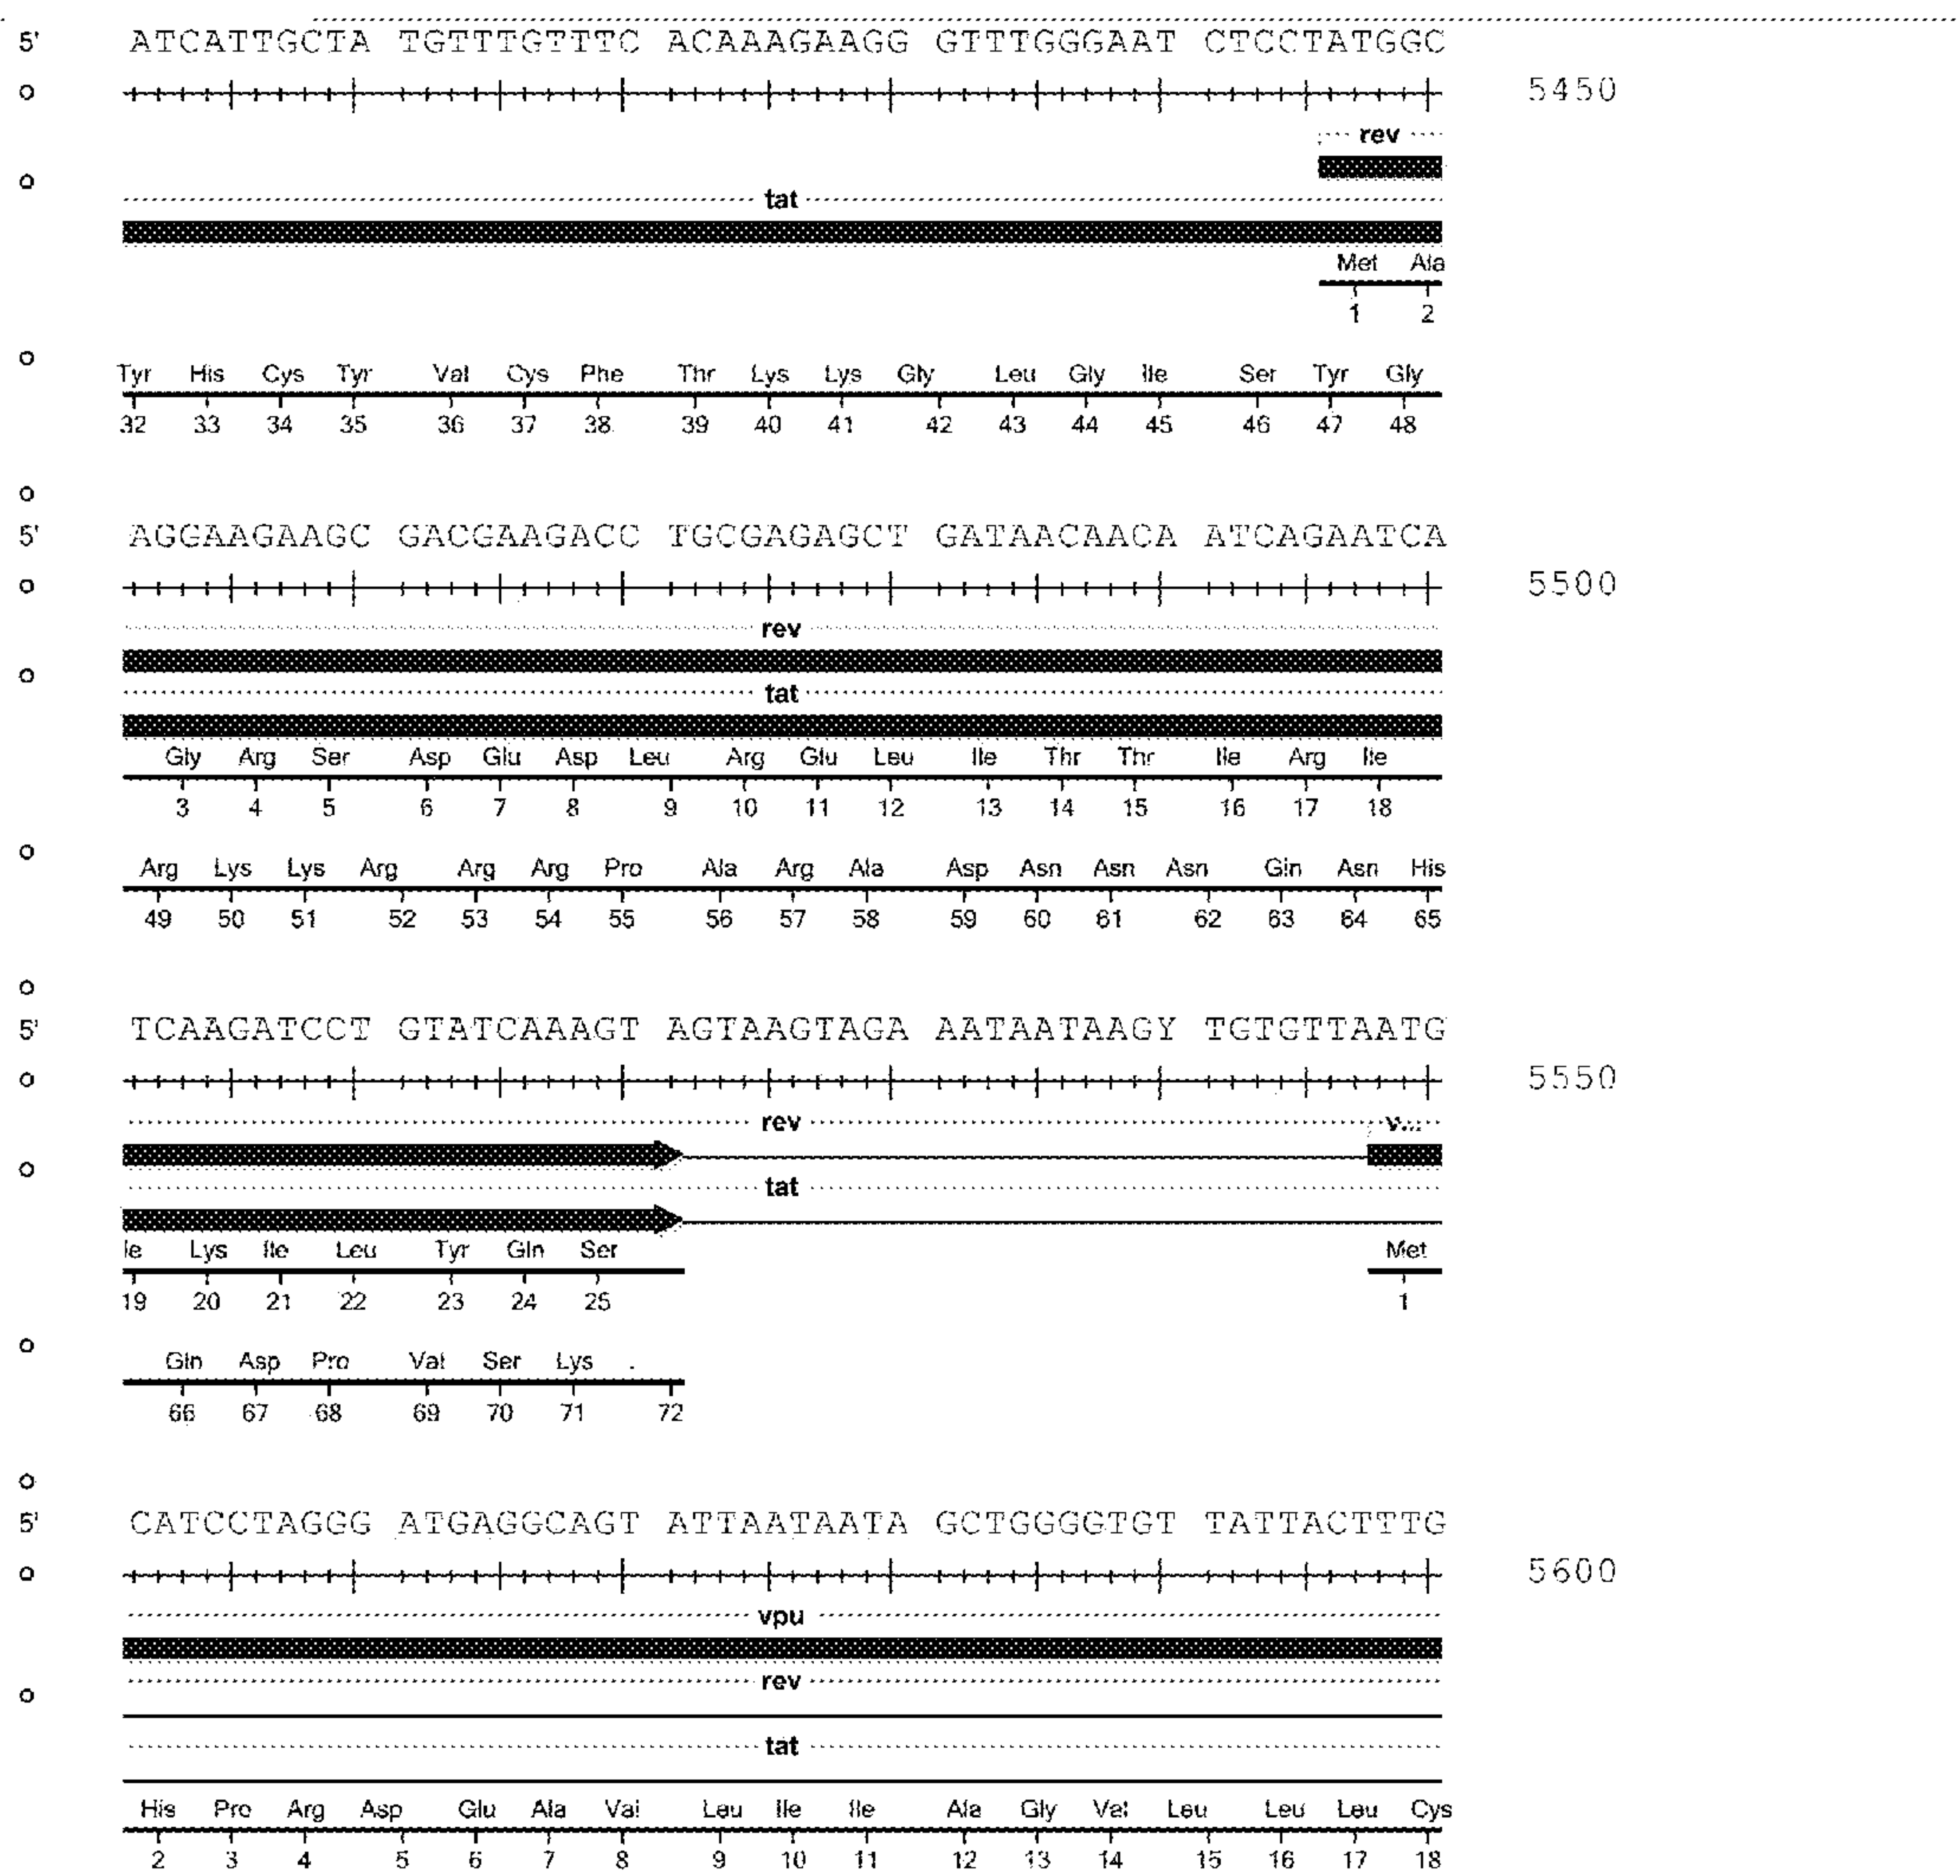 5' ATCATTGCTA TGTTTGTTTC ACAAAGAAGG GTTTGGGAAT CTCCTATGGC
5450
rev
tat
Met Ala
1 2
Tyr His Cys Tyr Val Cys Phe Thr Lys Lys Gly Leu Gly Ile Ser Tyr Gly
32 33 34 35 36 37 38 39 40 41 42 43 44 45 46 47 48
5' AGGAAGAAGC GACGAAGACC TGCGAGAGCT GATAACAACA ATCAGAATCA
5500
rev
tat
Gly Arg Ser Asp Glu Asp Leu Arg Glu Leu Ile Thr Thr Ile Arg Ile
3 4 5 6 7 8 9 10 11 12 13 14 15 16 17 18
Arg Lys Lys Arg Arg Arg Pro Ala Arg Ala Asp Asn Asn Asn Gln Asn His
49 50 51 52 53 54 55 56 57 58 59 60 61 62 63 64 65
5' TCAAGATCCT GTATCAAAGT AGTAAGTAGA AATAATAAGY TGTGTTAATG
5550
rev v...
tat
le Lys Ile Leu Tyr Gln Ser Met
19 20 21 22 23 24 25 1
Gln Asp Pro Val Ser Lys .
66 67 68 69 70 71 72
5' CATCCTAGGG ATGAGGCAGT ATTAATAATA GCTGGGGTGT TATTACTTTG
5600
vpu
rev
tat
His Pro Arg Asp Glu Ala Val Leu Ile Ile Ala Gly Val Leu Leu Leu Cys
2 3 4 5 6 7 8 9 10 11 12 13 14 15 16 17 18